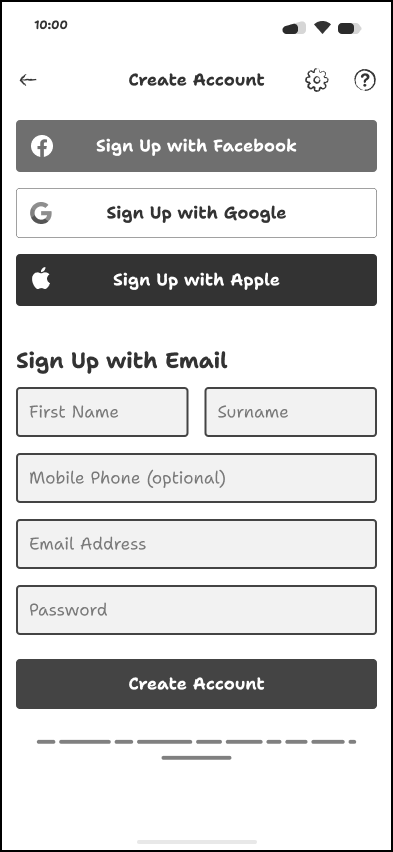 10:00
Create Account
Sign Up with Facebook
Sign Up with Google
Sign Up with Apple
Sign Up with Email
First Name
Surname
Mobile Phone (optional)
Email Address
Password
Create Account